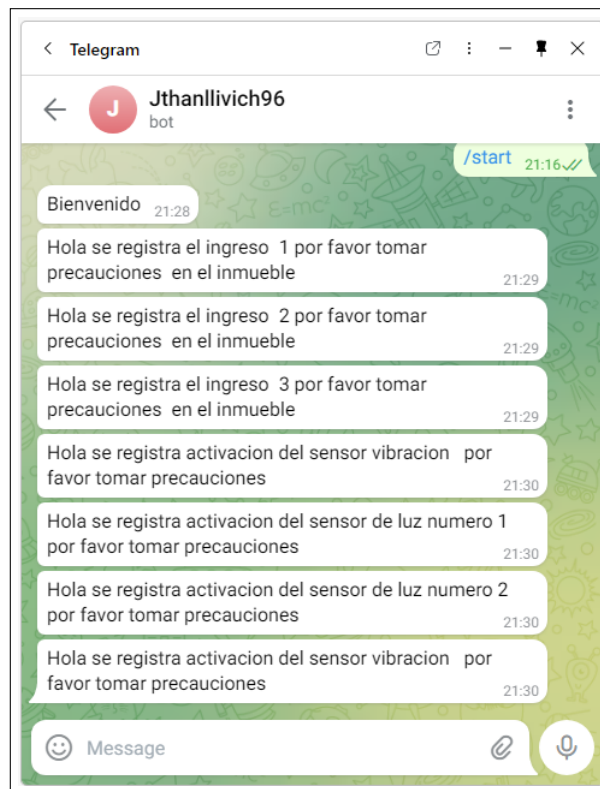 Telegram
J
Jthanllivich96
bot
/start 21:16
Bienvenido 21:28
Hola se registra el ingreso 1 por favor tomar
precauciones en el inmueble
21:29
Hola se registra el ingreso 2 por favor tomar
precauciones en el inmueble
21:29
Hola se registra el ingreso 3 por favor tomar
precauciones en el inmueble
21:29
Hola se registra activacion del sensor vibracion por
favor tomar precauciones
21:30
Hola se registra activacion del sensor de luz numero 1
por favor tomar precauciones
21:30
Hola se registra activacion del sensor de luz numero 2
por favor tomar precauciones
21:30
Hola se registra activacion del sensor vibracion por
favor tomar precauciones
21:30
Message